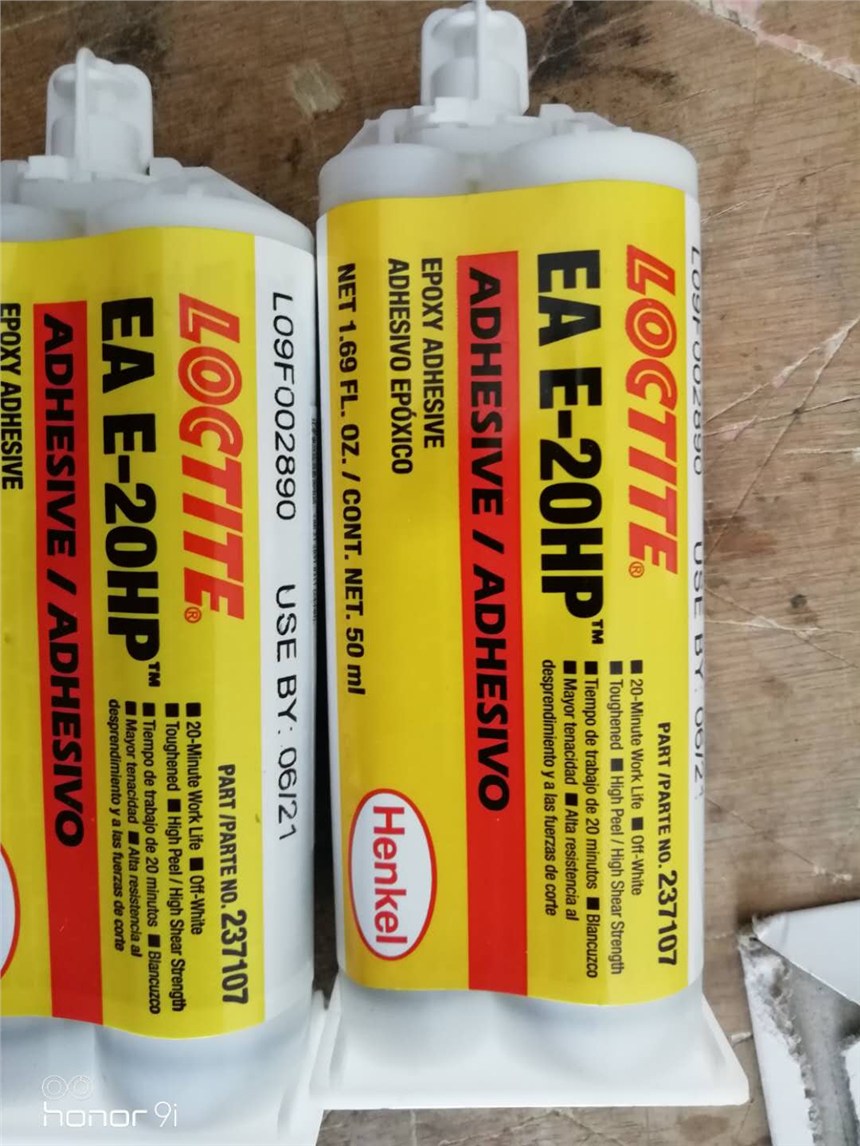 L09F002890 USE BY: 06/21
LOCTITE®
EA E-20HP™
PART /PARTE NO. 237107
■ 20-Minute Work Life ■ Off-White
■ Toughened ■ High Peel / High Shear Strength
■ Tiempo de trabajo de 20 minutos ■ Blancuzco
■ Mayor tenacidad ■ Alta resistencia al
desprendimiento y a las fuerzas de corte
ADHESIVE / ADHESIVO
EPOXY ADHESIVE
L09F002890 USE BY: 06/21
LOCTITE®
EA E-20HP™
PART /PARTE NO. 237107
■ 20-Minute Work Life ■ Off-White
■ Toughened ■ High Peel / High Shear Strength
■ Tiempo de trabajo de 20 minutos ■ Blancuzco
■ Mayor tenacidad ■ Alta resistencia al
desprendimiento y a las fuerzas de corte
ADHESIVE / ADHESIVO
EPOXY ADHESIVE
ADHESIVO EPÓXICO
NET 1.69 FL. OZ. / CONT. NET. 50 ml
Henkel
honor 9i